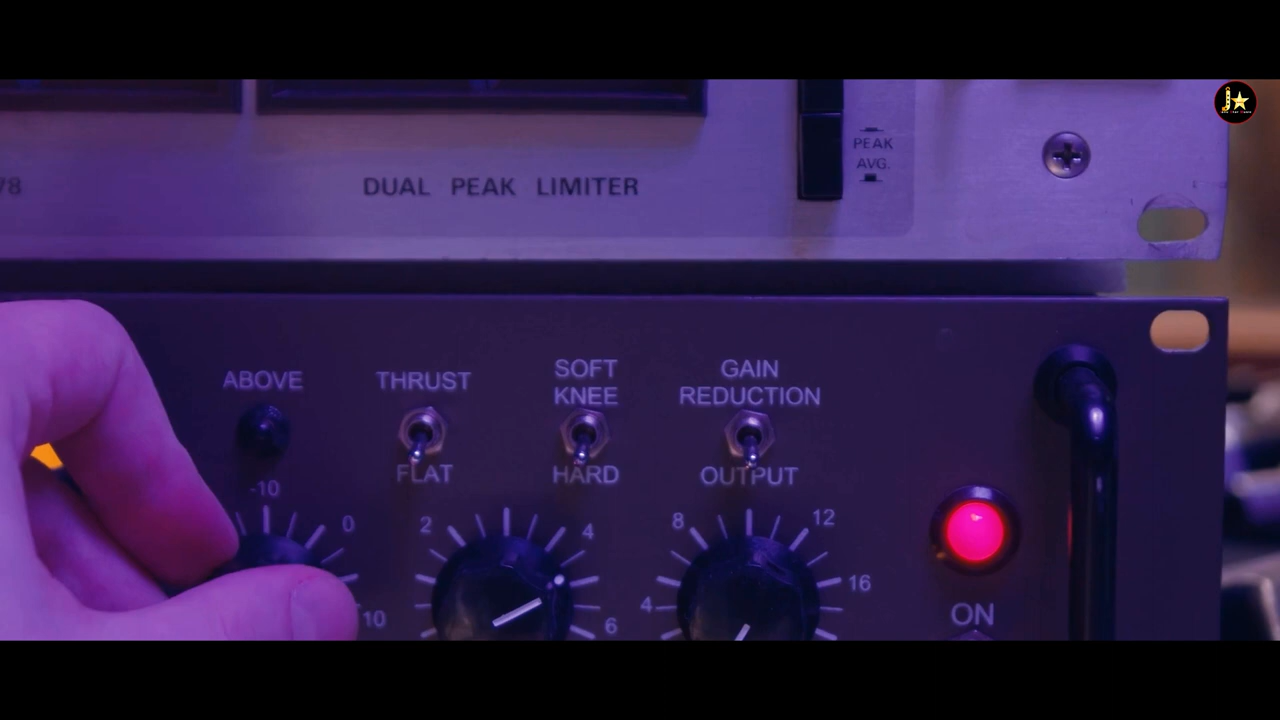 78
DUAL PEAK LIMITER
PEAK
AVG.
ABOVE
THRUST
FLAT
SOFT
KNEE
HARD
GAIN
REDUCTION
OUTPUT
-10
0
10
2
4
6
8
12
4
16
ON